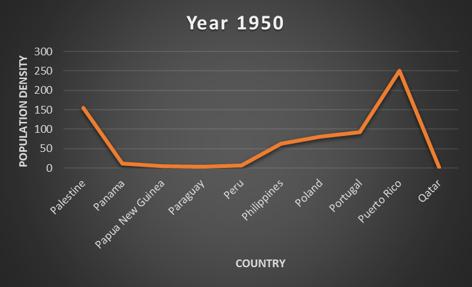 Year 1950
POPULATION DENSITY
300
250
200
150
100
50
0
Palestine
Panama
Papua New Guinea
Paraguay
Peru
Philippines
Poland
Portugal
Puerto Rico
Qatar
COUNTRY